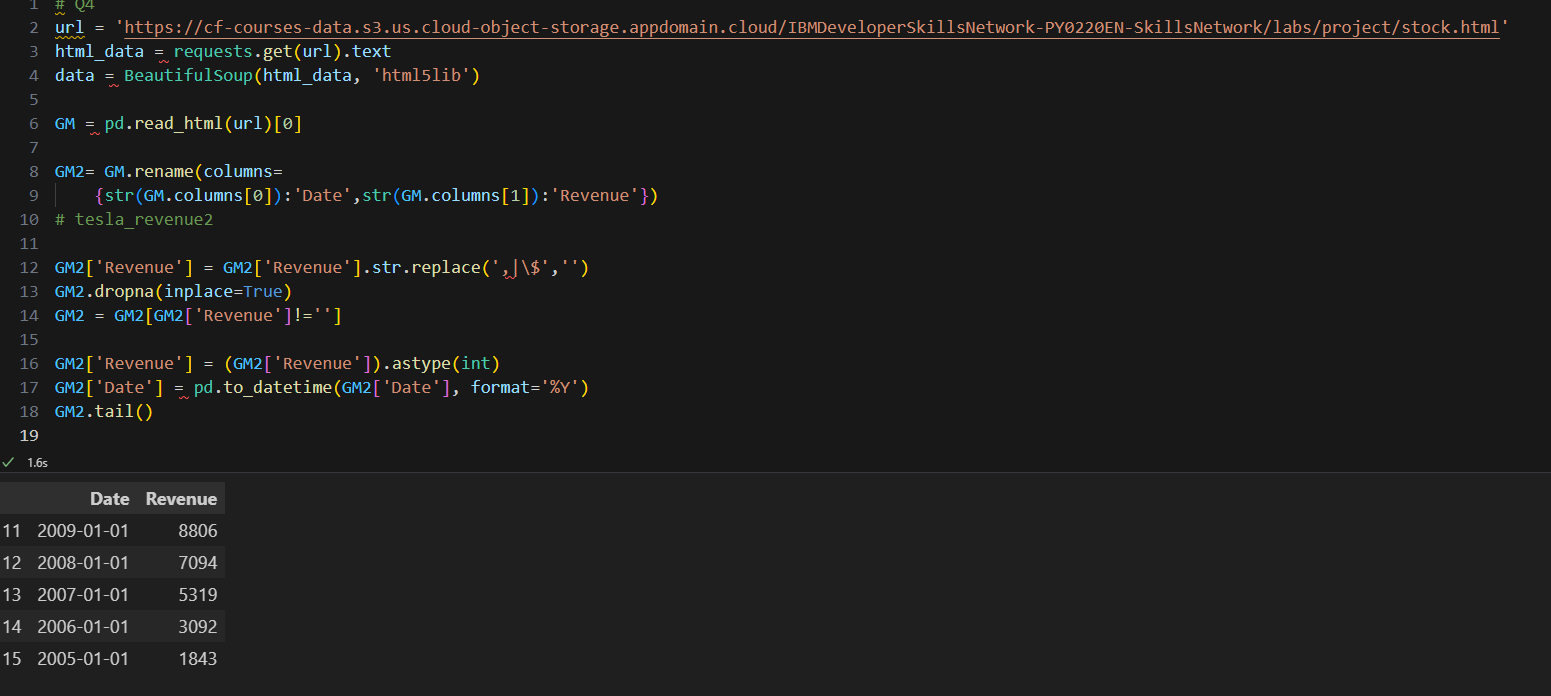 1 # Q4
2 url = 'https://cf-courses-data.s3.us.cloud-object-storage.appdomain.cloud/IBMDeveloperSkillsNetwork-PY0220EN-SkillsNetwork/labs/project/stock.html'
3 html_data = requests.get(url).text
4 data = BeautifulSoup(html_data, 'html5lib')
5
6 GM = pd.read_html(url)[0]
7
8 GM2= GM.rename(columns=
9     {str(GM.columns[0]):'Date',str(GM.columns[1]):'Revenue'})
10 # tesla_revenue2
11
12 GM2['Revenue'] = GM2['Revenue'].str.replace(',|\$','')
13 GM2.dropna(inplace=True)
14 GM2 = GM2[GM2['Revenue']!='']
15
16 GM2['Revenue'] = (GM2['Revenue']).astype(int)
17 GM2['Date'] = pd.to_datetime(GM2['Date'], format='%Y')
18 GM2.tail()
19
1.6s
Date Revenue
11 2009-01-01 8806
12 2008-01-01 7094
13 2007-01-01 5319
14 2006-01-01 3092
15 2005-01-01 1843